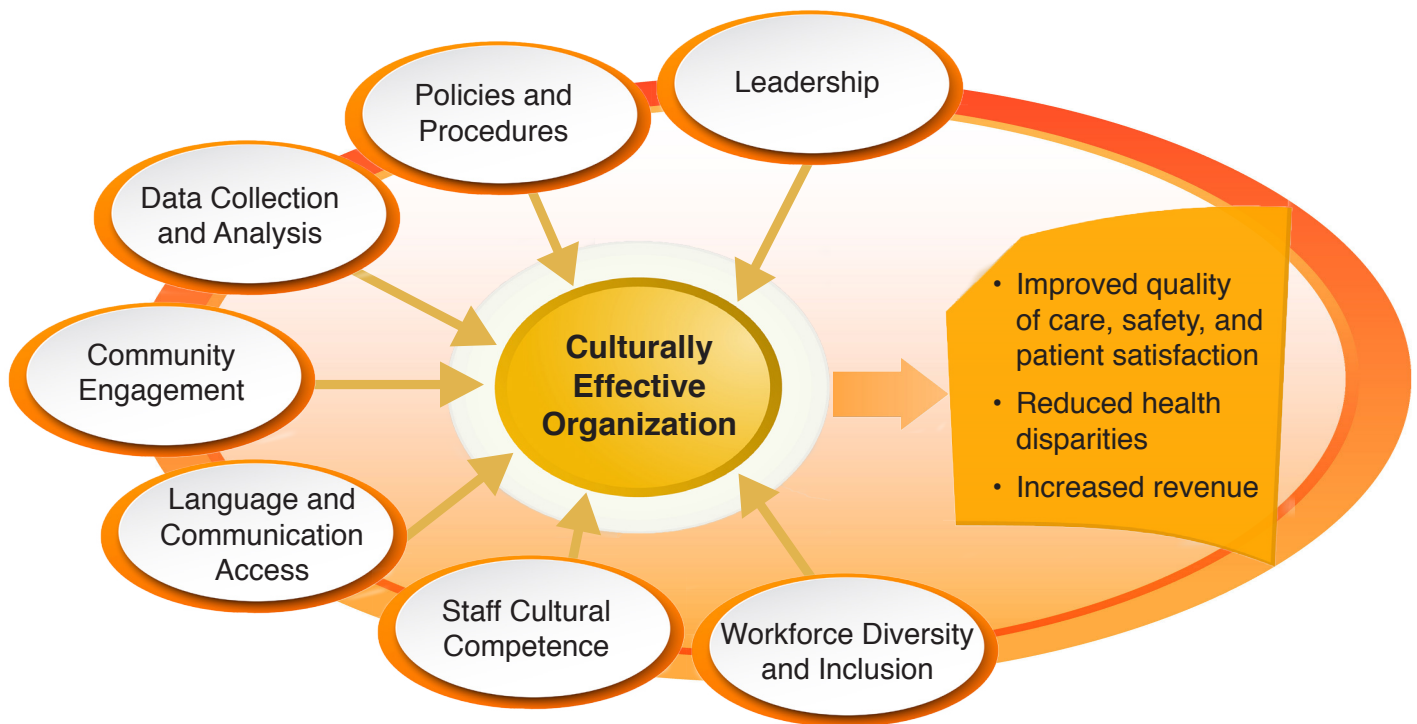 Leadership
Policies and
Procedures
Data Collection
and Analysis
Community
Engagement
Language and
Communication
Access
Staff Cultural
Competence
Workforce Diversity
and Inclusion
Culturally
Effective
Organization
• Improved quality
of care, safety, and
patient satisfaction
• Reduced health
disparities
• Increased revenue